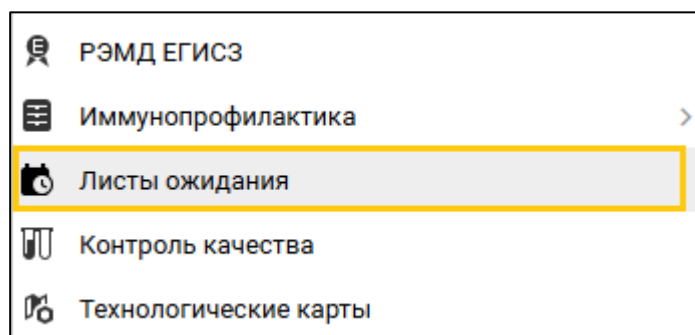 РЭМД ЕГИСЗ
Иммунопрофилактика
Листы ожидания
Контроль качества
Технологические карты